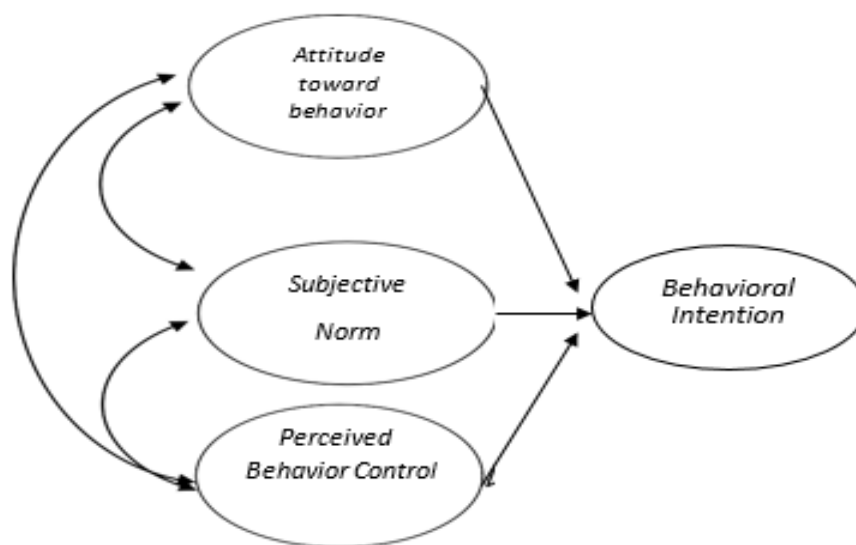 Attitude
toward
behavior
Subjective
Norm
Behavioral
Intention
Perceived
Behavior Control